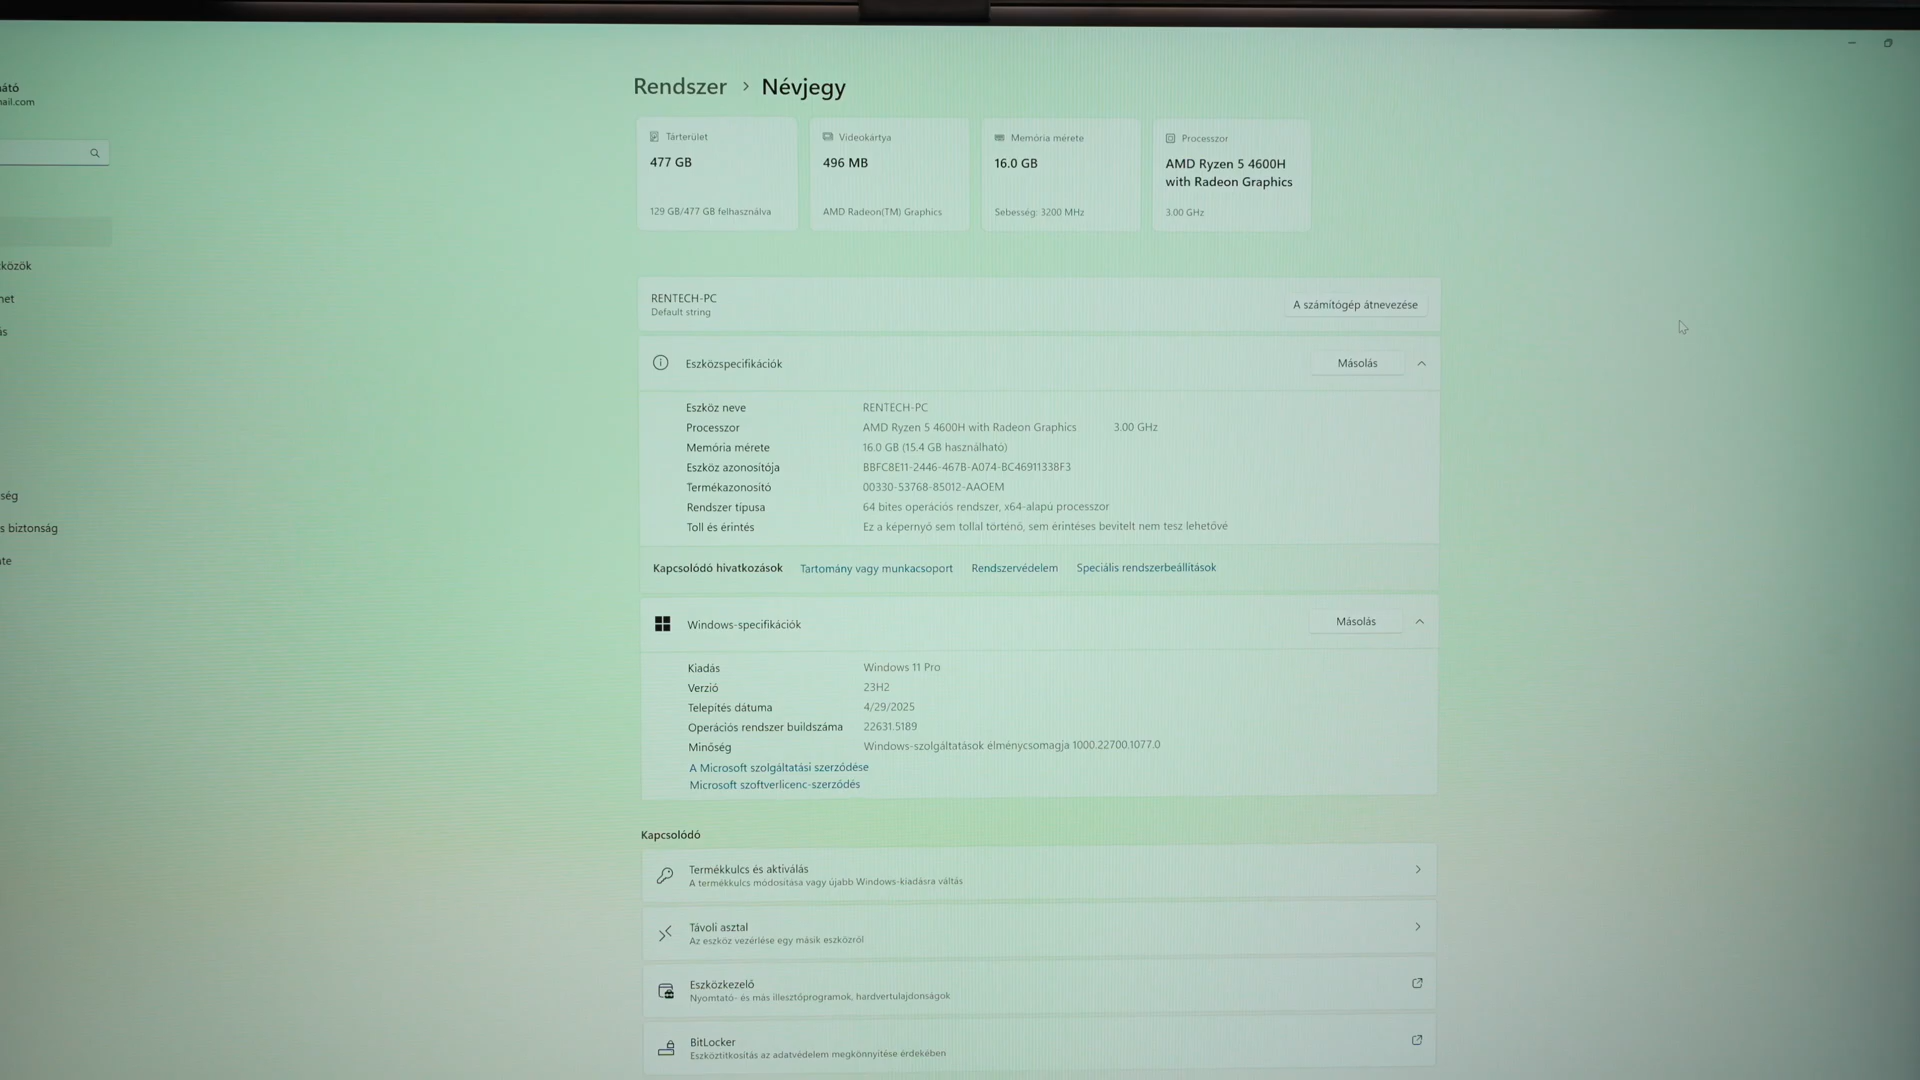 Rendszer > Névjegy
Tárterület
477 GB
129 GB/477 GB felhasználva
Videokártya
496 MB
AMD Radeon(TM) Graphics
Memória mérete
16.0 GB
Sebesség: 3200 MHz
Processzor
AMD Ryzen 5 4600H
with Radeon Graphics
3.00 GHz
RENTECH-PC
Default string
A számítógép átnevezése
Eszközspecifikációk
Másolás
Eszköz neve RENTECH-PC
Processzor AMD Ryzen 5 4600H with Radeon Graphics 3.00 GHz
Memória mérete 16.0 GB (15.4 GB használható)
Eszköz azonosítója BBFC8E11-2446-467B-A074-BC46911338F3
Termékazonosító 00330-53768-85012-AAOEM
Rendszer típusa 64 bites operációs rendszer, x64-alapú processzor
Toll és érintés Ez a képernyő sem tollal történő, sem érintéses bevitelt nem tesz lehetővé
Kapcsolódó hivatkozások Tartomány vagy munkacsoport Rendszervédelem Speciális rendszerbeállítások
Windows-specifikációk
Másolás
Kiadás Windows 11 Pro
Verzió 23H2
Telepítés dátuma 4/29/2025
Operációs rendszer buildszáma 22631.5189
Minőség Windows-szolgáltatások élménycsomagja 1000.22700.1077.0
A Microsoft szolgáltatási szerződése
Microsoft szoftverlicenc-szerződés
Kapcsolódó
Termékkulcs és aktiválás
A termékkulcs módosítása vagy újabb Windows-kiadásra váltás
Távoli asztal
Az eszköz vezérlése egy másik eszközről
Eszközkezelő
Nyomtató- és más illesztőprogramok, hardvertulajdonságok
BitLocker
Eszköztitkosítás az adatvédelem megkönnyítése érdekében
ható
mail.com
közök
net
ás
ség
s biztonság
te